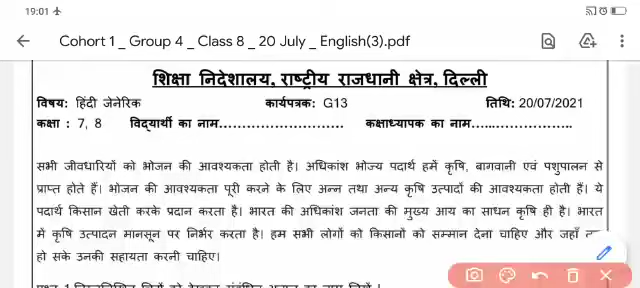 19:01
Cohort 1 _ Group 4 _ Class 8 _ 20 July _ English(3).pdf
शिक्षा निदेशालय, राष्ट्रीय राजधानी क्षेत्र, दिल्ली
विषय: हिंदी जेनेरिक कार्यपत्रक: G13 तिथि: 20/07/2021
कक्षा : 7, 8 विद्यार्थी का नाम............................ कक्षाध्यापक का नाम.......................
सभी जीवधारियों को भोजन की आवश्यकता होती है। अधिकांश भोज्य पदार्थ हमें कृषि, बागवानी एवं पशुपालन से
प्राप्त होते हैं। भोजन की आवश्यकता पूरी करने के लिए अन्न तथा अन्य कृषि उत्पादों की आवश्यकता होती हैं। ये
पदार्थ किसान खेती करके प्रदान करता है। भारत की अधिकांश जनता की मुख्य आय का साधन कृषि ही है। भारत
में कृषि उत्पादन मानसून पर निर्भर करता है। हम सभी लोगों को किसानों को सम्मान देना चाहिए और जहाँ
हो सके उनकी सहायता करनी चाहिए।